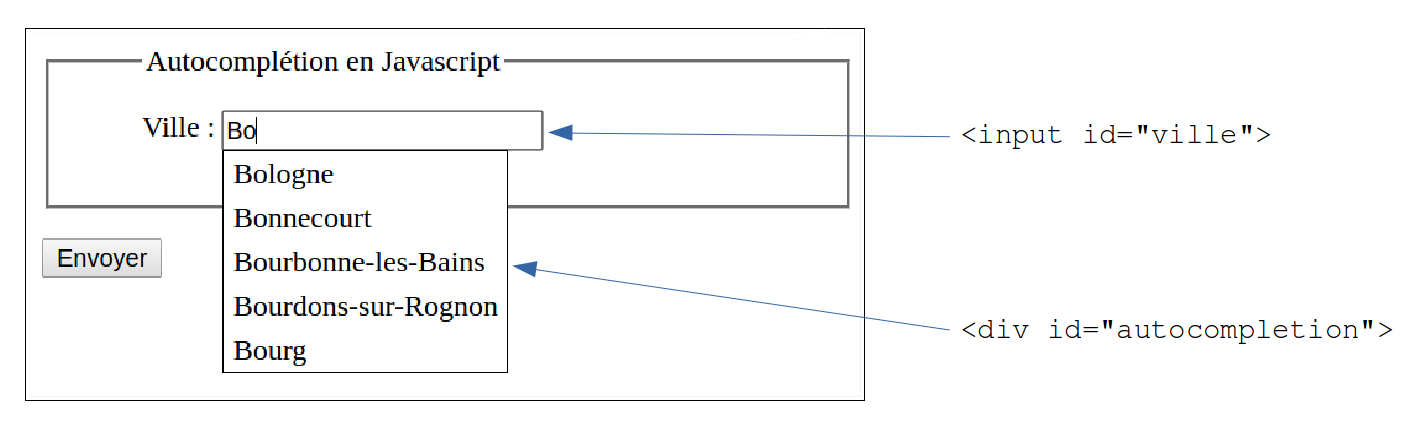 Autocomplétion en Javascript
Ville : Bo
<input id="ville">
Bologne
Bonnecourt
Bourbonne-les-Bains
Envoyer
Bourdons-sur-Rognon
<div id="autocompletion">
Bourg